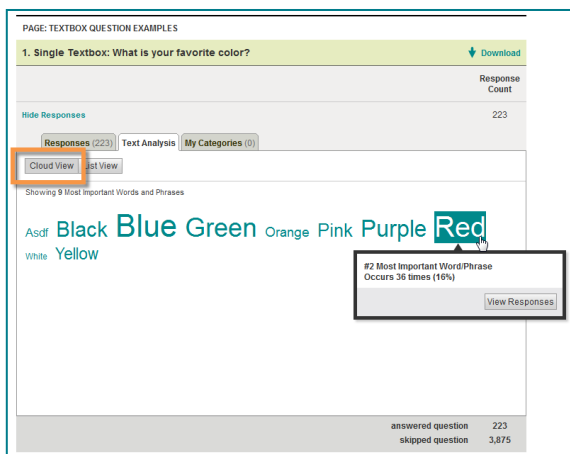 PAGE: TEXTBOX QUESTION EXAMPLES
1. Single Textbox: What is your favorite color? Download
Response
Count
Hide Responses 223
Responses (223) Text Analysis My Categories (0)
Cloud View List View
Showing 9 Most Important Words and Phrases
Asdf Black Blue Green Orange Pink Purple Red
White Yellow
#2 Most Important Word/Phrase
Occurs 36 times (16%)
View Responses
answered question 223
skipped question 3,875